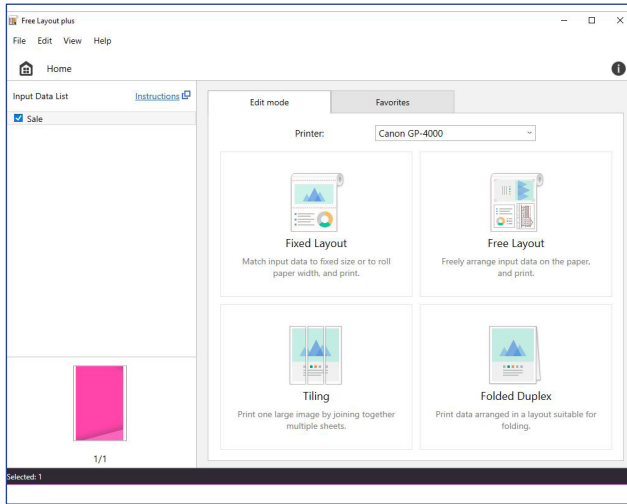 Free Layout plus
File Edit View Help
Home
Input Data List Instructions
Sale
Edit mode Favorites
Printer: Canon GP-4000
Fixed Layout
Match input data to fixed size or to roll
paper width, and print.
Free Layout
Freely arrange input data on the paper,
and print.
Tiling
Print one large image by joining together
multiple sheets.
Folded Duplex
Print data arranged in a layout suitable for
folding.
1/1
Selected: 1